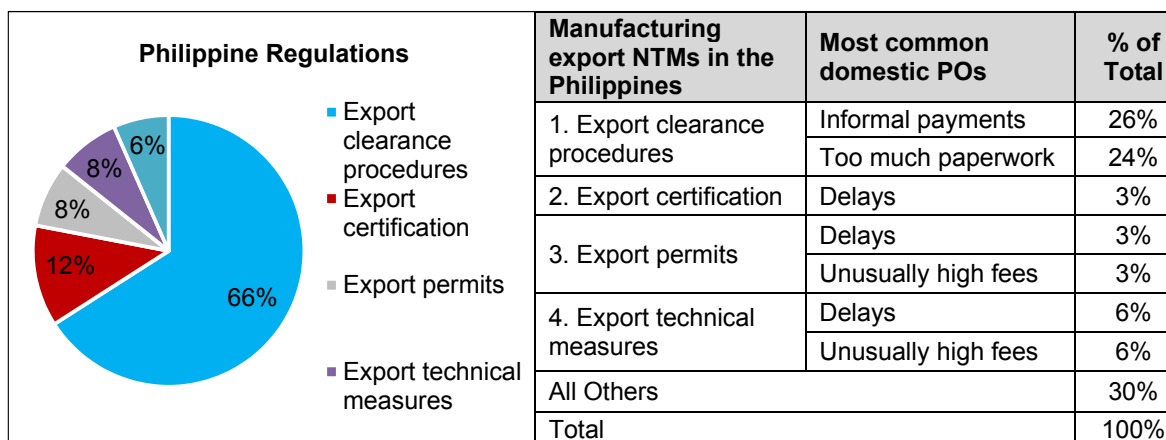 Philippine Regulations
6%
8%
8%
12%
66%
Export
clearance
procedures
Export
certification
Export permits
Export technical
measures
Manufacturing
export NTMs in the
Philippines
Most common
domestic POs
% of
Total
1. Export clearance
procedures
Informal payments
26%
Too much paperwork
24%
2. Export certification
Delays
3%
3. Export permits
Delays
3%
Unusually high fees
3%
4. Export technical
measures
Delays
6%
Unusually high fees
6%
All Others
30%
Total
100%